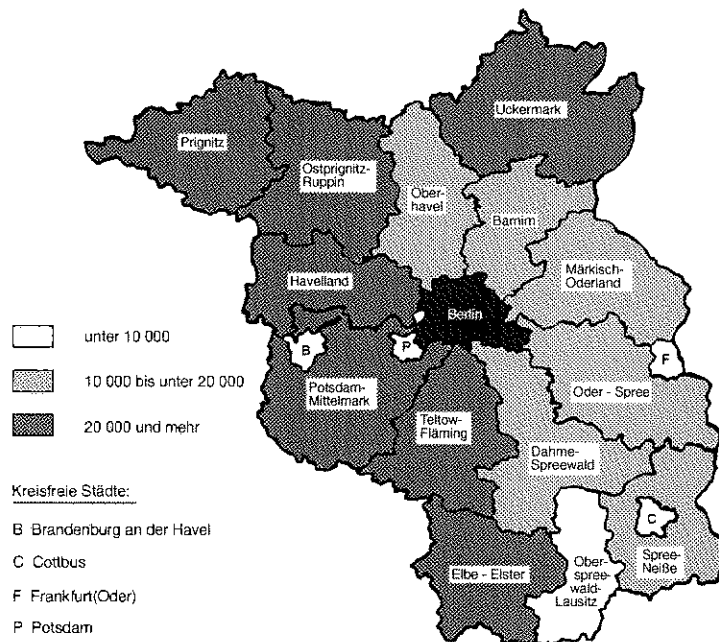 Uckermark
Prignitz
Ostprignitz-
Ruppin
Ober-
havel
Barnim
Märkisch-
Oderland
Havelland
Berlin
unter 10 000
B
P
F
10 000 bis unter 20 000
Potsdam-
Mittelmark
Oder - Spree
Teltow-
Fläming
20 000 und mehr
Dahme-
Spreewald
Kreisfreie Städte:
C
B Brandenburg an der Havel
Spree-
Neiße
C Cottbus
Elbe - Elster
Ober-
spree-
wald-
Lausitz
F Frankfurt(Oder)
P Potsdam